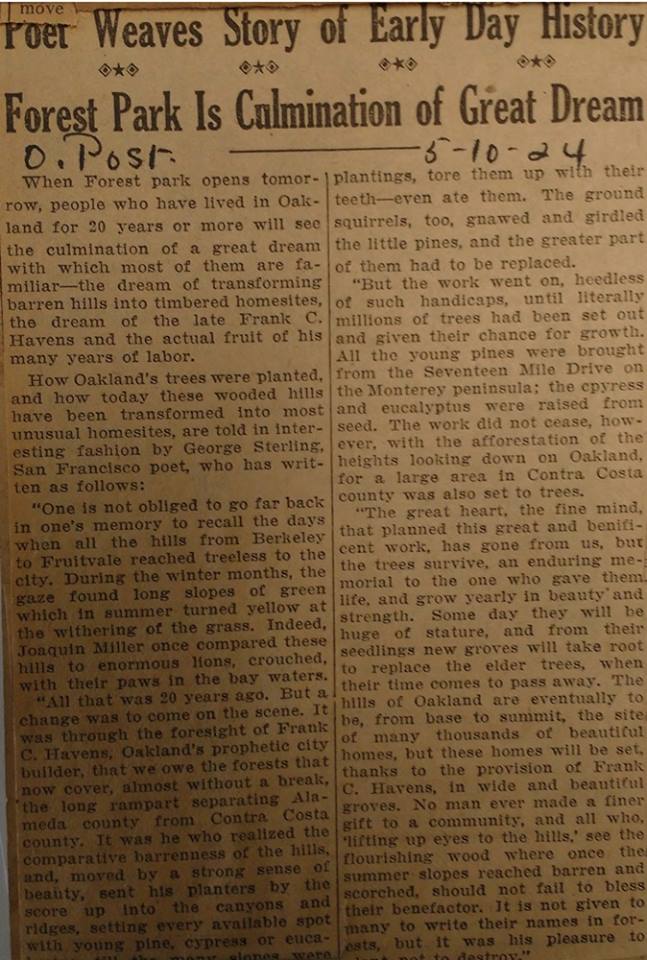 move
Poet Weaves Story of Early Day History
Forest Park Is Culmination of Great Dream
O. Post. 5-10-24
When Forest park opens tomor-
row, people who have lived in Oak-
land for 20 years or more will see
the culmination of a great dream
with which most of them are fa-
miliar—the dream of transforming
barren hills into timbered homesites,
the dream of the late Frank C.
Havens and the actual fruit of his
many years of labor.
How Oakland's trees were planted,
and how today these wooded hills
have been transformed into most
unusual homesites, are told in inter-
esting fashion by George Sterling,
San Francisco poet, who has writ-
ten as follows:
"One is not obliged to go far back
in one's memory to recall the days
when all the hills from Berkeley
to Fruitvale reached treeless to the
city. During the winter months, the
gaze found long slopes of green
which in summer turned yellow at
the withering of the grass. Indeed,
Joaquin Miller once compared these
hills to enormous lions, crouched,
with their paws in the bay waters.
"All that was 20 years ago. But a
change was to come on the scene. It
was through the foresight of Frank
C. Havens, Oakland's prophetic city
builder, that we owe the forests that
now cover, almost without a break,
the long rampart separating Ala-
meda county from Contra Costa
county. It was he who realized the
comparative barrenness of the hills,
and, moved by a strong sense of
beauty, sent his planters by the
score up into the canyons and
ridges, setting every available spot
with young pine, cypress or euca-
the many slopes were
plantings, tore them up with their
teeth—even ate them. The ground
squirrels, too, gnawed and girdled
the little pines, and the greater part
of them had to be replaced.
"But the work went on, heedless
of such handicaps, until literally
millions of trees had been set out
and given their chance for growth.
All the young pines were brought
from the Seventeen Mile Drive on
the Monterey peninsula; the cpyress
and eucalyptus were raised from
seed. The work did not cease, how-
ever, with the afforestation of the
heights looking down on Oakland,
for a large area in Contra Costa
county was also set to trees.
"The great heart, the fine mind,
that planned this great and benifi-
cent work, has gone from us, but
the trees survive, an enduring me-
morial to the one who gave them
life, and grow yearly in beauty and
strength. Some day they will be
huge of stature, and from their
seedlings new groves will take root
to replace the elder trees, when
their time comes to pass away. The
hills of Oakland are eventually to
be, from base to summit, the site
of many thousands of beautiful
homes, but these homes will be set,
thanks to the provision of Frank
C. Havens, in wide and beautiful
groves. No man ever made a finer
gift to a community, and all who,
'lifting up eyes to the hills,' see the
flourishing wood where once the
summer slopes reached barren and
scorched, should not fail to bless
their benefactor. It is not given to
many to write their names in for-
ests, but it was his pleasure to
not to destroy."